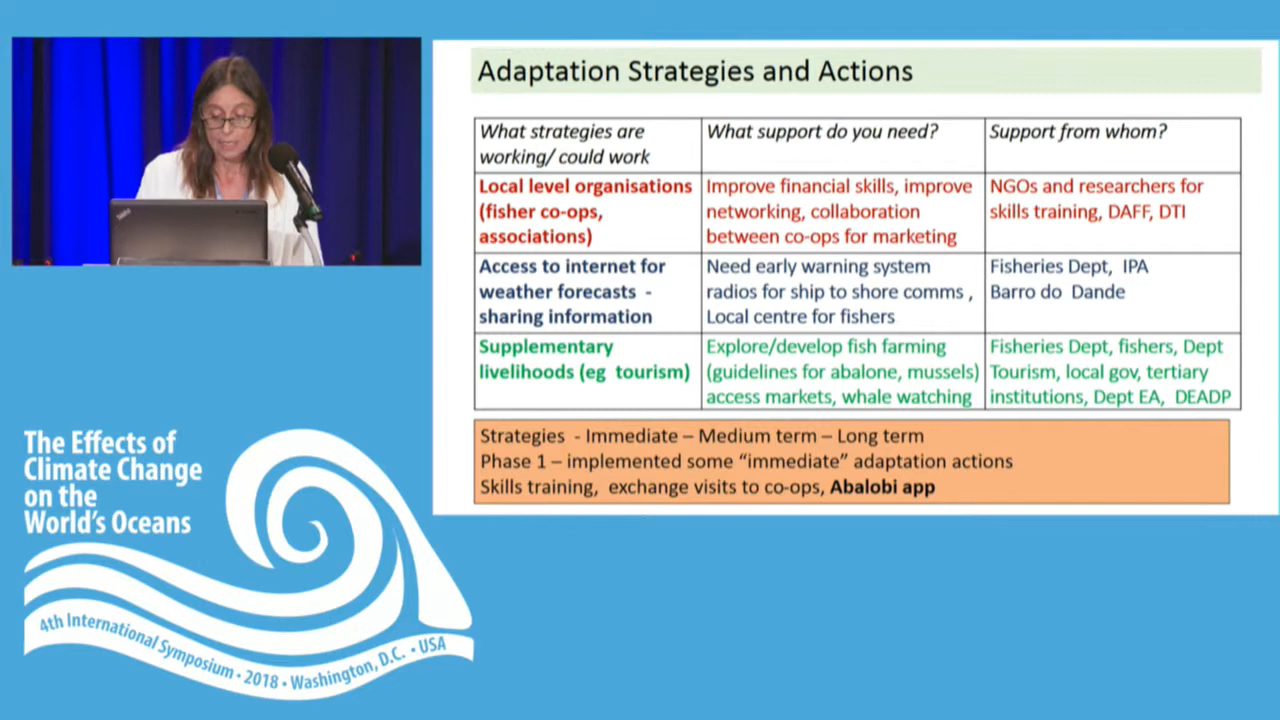 Adaptation Strategies and Actions
What strategies are
working/ could work
What support do you need?
Support from whom?
Local level organisations
(fisher co-ops,
associations)
Improve financial skills, improve
networking, collaboration
between co-ops for marketing
NGOs and researchers for
skills training, DAFF, DTI
Access to internet for
weather forecasts -
sharing information
Need early warning system
radios for ship to shore comms ,
Local centre for fishers
Fisheries Dept, IPA
Barro do Dande
Supplementary
livelihoods (eg tourism)
Explore/develop fish farming
(guidelines for abalone, mussels)
access markets, whale watching
Fisheries Dept, fishers, Dept
Tourism, local gov, tertiary
institutions, Dept EA, DEADP
Strategies - Immediate – Medium term – Long term
Phase 1 – implemented some “immediate” adaptation actions
Skills training, exchange visits to co-ops, Abalobi app
The Effects of
Climate Change
on the
World's Oceans
4th International Symposium • 2018 • Washington, D.C. • USA